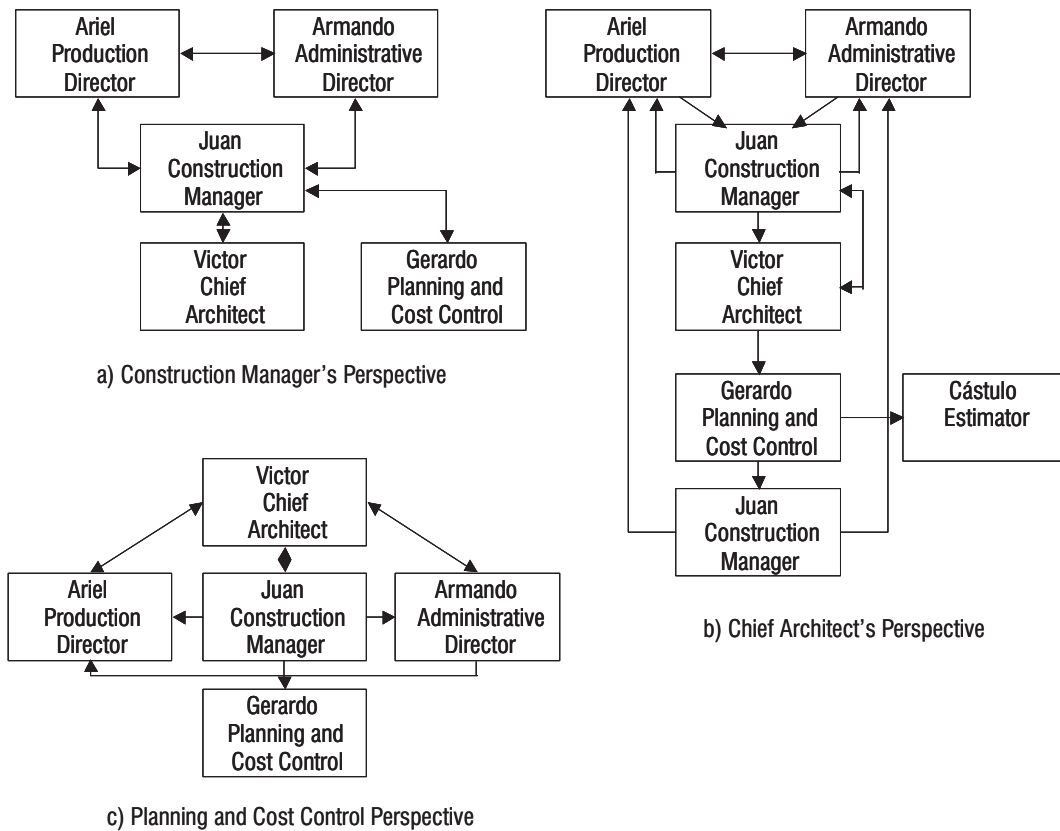 Ariel
Production
Director
Armando
Administrative
Director
Juan
Construction
Manager
Victor
Chief
Architect
Gerardo
Planning and
Cost Control
a) Construction Manager's Perspective
Ariel
Production
Director
Armando
Administrative
Director
Juan
Construction
Manager
Victor
Chief
Architect
Gerardo
Planning and
Cost Control
Cástulo
Estimator
Juan
Construction
Manager
b) Chief Architect's Perspective
Victor
Chief
Architect
Ariel
Production
Director
Juan
Construction
Manager
Armando
Administrative
Director
Gerardo
Planning and
Cost Control
c) Planning and Cost Control Perspective